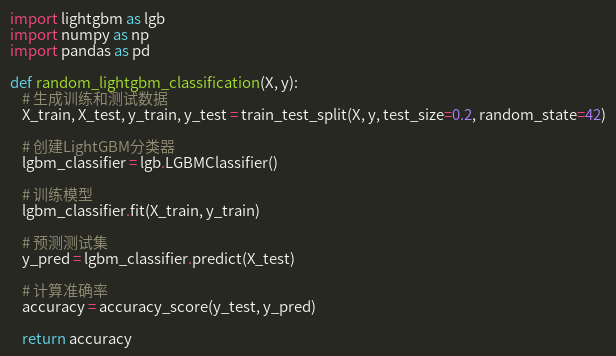 import lightgbm as lgb
import numpy as np
import pandas as pd
def random_lightgbm_classification(X, y):
# 生成训练和测试数据
X_train, X_test, y_train, y_test = train_test_split(X, y, test_size=0.2, random_state=42)
# 创建LightGBM分类器
lgbm_classifier = lgb.LGBMClassifier()
# 训练模型
lgbm_classifier.fit(X_train, y_train)
# 预测测试集
y_pred = lgbm_classifier.predict(X_test)
# 计算准确率
accuracy = accuracy_score(y_test, y_pred)
return accuracy